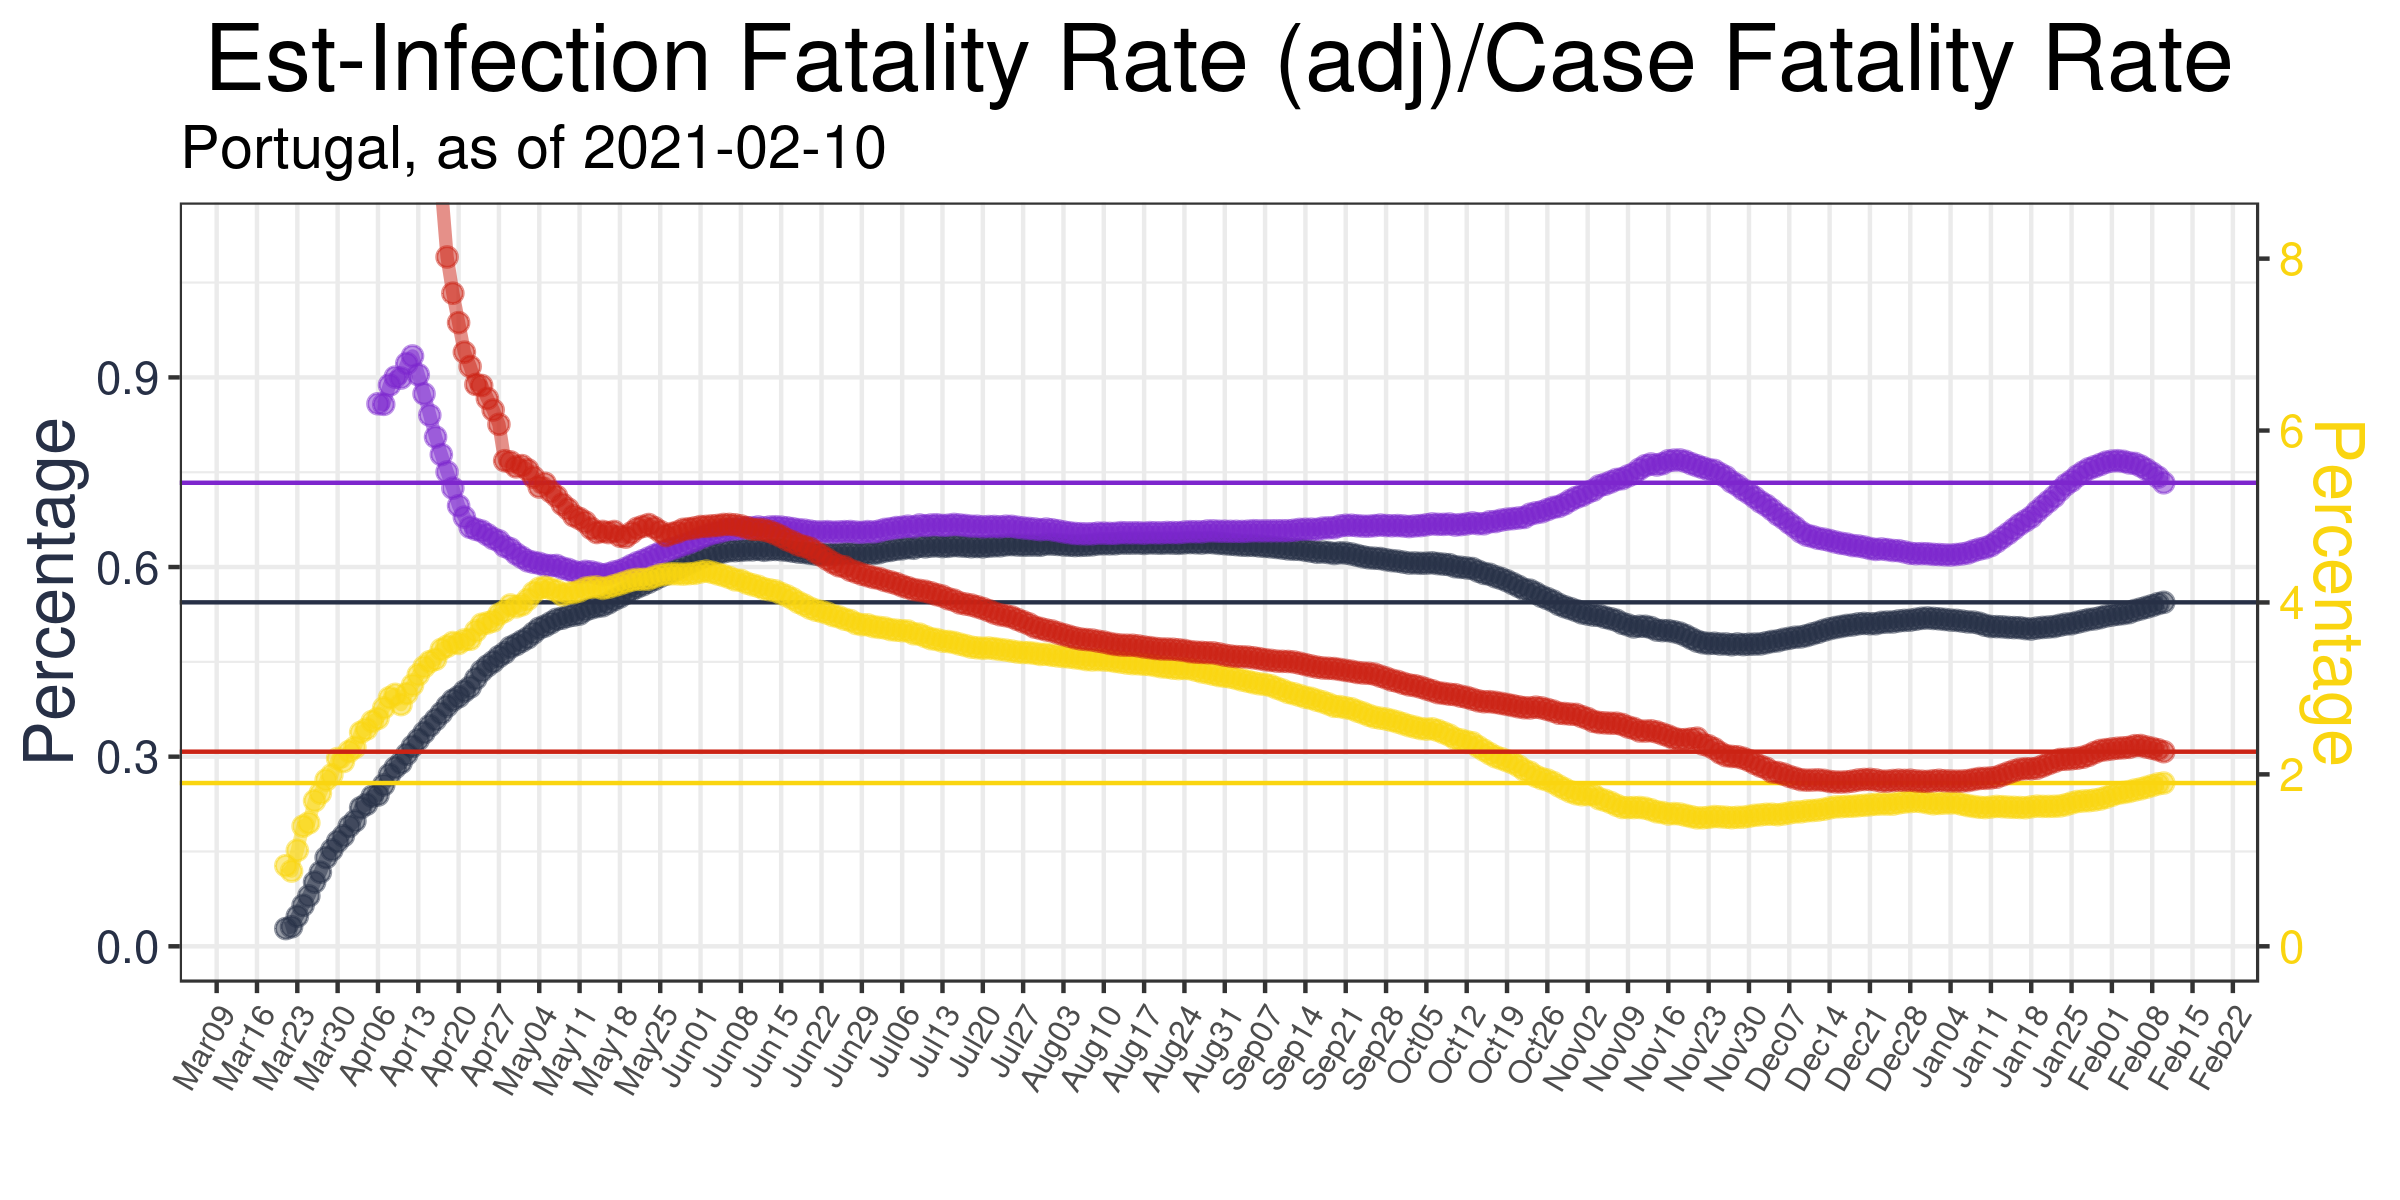 Est-Infection Fatality Rate (adj)/Case Fatality Rate
Portugal, as of 2021-02-10
Percentage
0.9
0.6
0.3
0.0
8
6
4
2
0
Percentage
Mar09
Mar16
Mar23
Mar30
Apr06
Apr13
Apr20
Apr27
May04
May11
May18
May25
Jun01
Jun08
Jun15
Jun22
Jun29
Jul06
Jul13
Jul20
Jul27
Aug03
Aug10
Aug17
Aug24
Aug31
Sep07
Sep14
Sep21
Sep28
Oct05
Oct12
Oct19
Oct26
Nov02
Nov09
Nov16
Nov23
Nov30
Dec07
Dec14
Dec21
Dec28
Jan04
Jan11
Jan18
Jan25
Feb01
Feb08
Feb15
Feb22